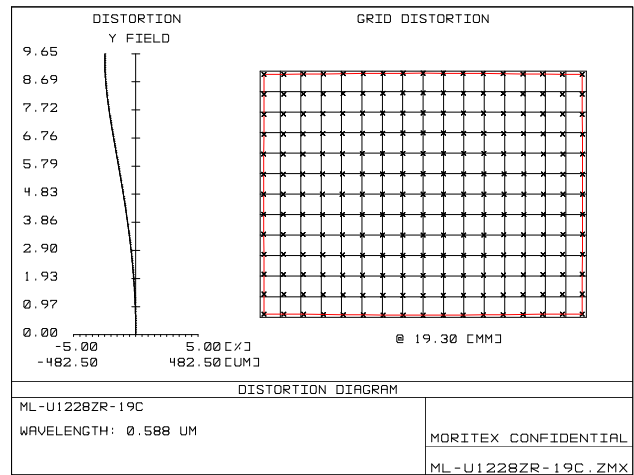 DISTORTION
Y FIELD
9.65
8.69
7.72
6.76
5.79
4.83
3.86
2.90
1.93
0.97
0.00
-5.00 5.00[%]
-482.50 482.50[UM]
GRID DISTORTION
@ 19.30 [MM]
DISTORTION DIAGRAM
ML-U1228ZR-19C
WAVELENGTH: 0.588 UM
MORITEX CONFIDENTIAL
ML-U1228ZR-19C.ZMX